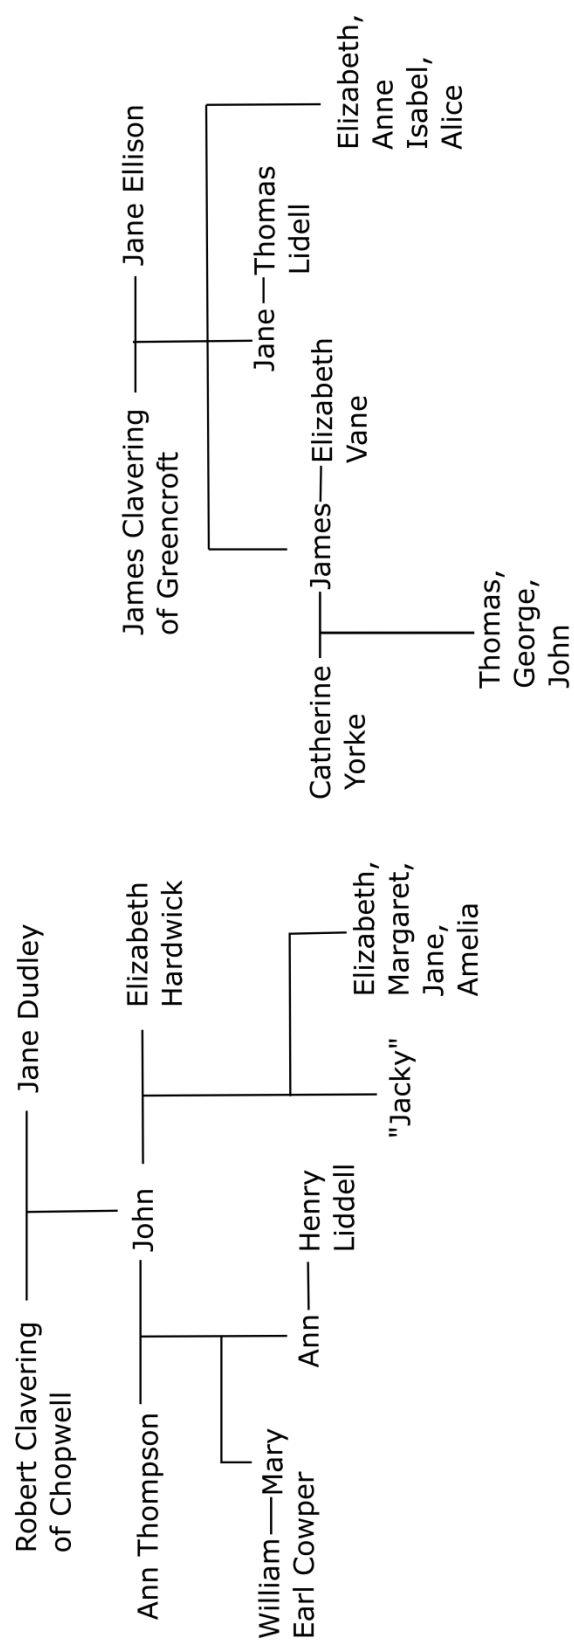 Robert Clavering
of Chopwell
Jane Dudley
Ann Thompson
John
Elizabeth
Hardwick
William
Earl Cowper
Mary
Ann
Henry
Liddell
"Jacky"
Elizabeth,
Margaret,
Jane,
Amelia
James Clavering
of Greencroft
Jane Ellison
Catherine
Yorke
James
Elizabeth
Vane
Jane
Thomas
Lidell
Elizabeth,
Anne
Isabel,
Alice
Thomas,
George,
John